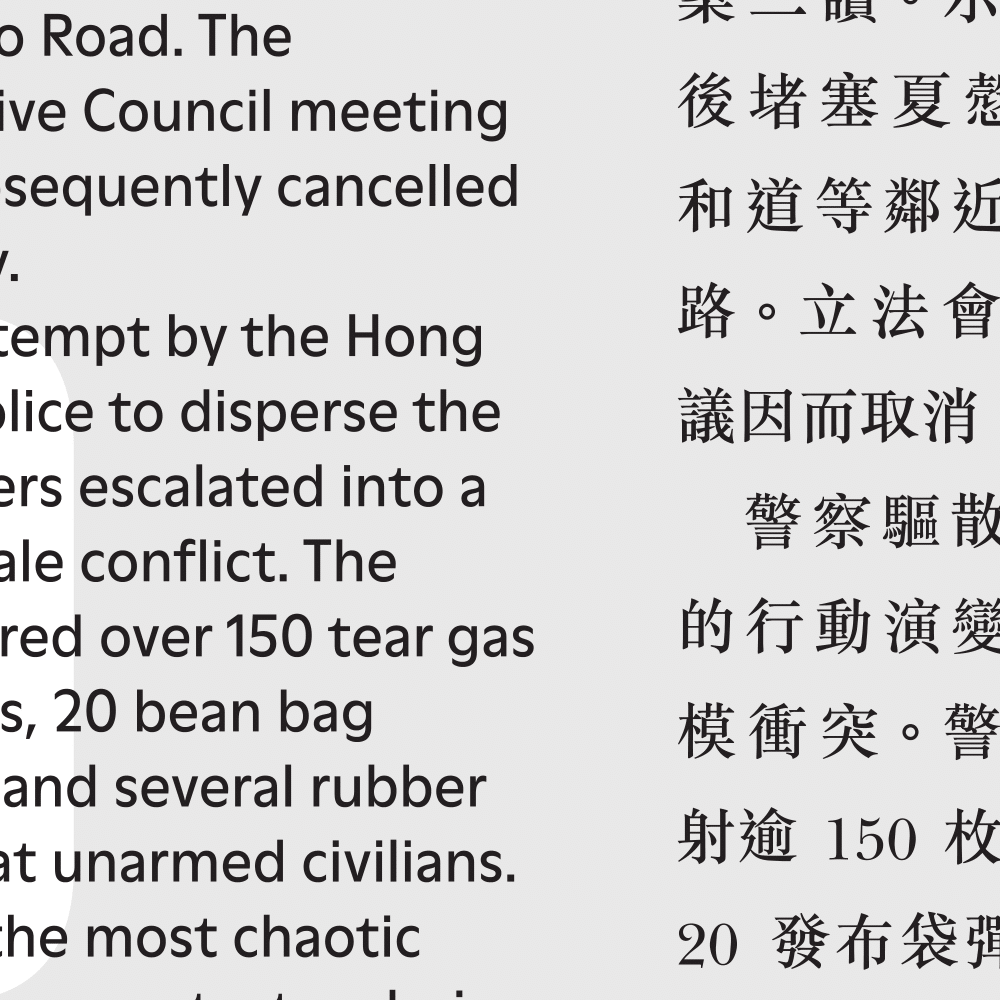 o Road. The
ive Council meeting
sequently cancelled
y.
tempt by the Hong
olice to disperse the
ers escalated into a
ale conflict. The
red over 150 tear gas
s, 20 bean bag
and several rubber
at unarmed civilians.
the most chaotic
後堵塞夏慤
和道等鄰近
路。立法會
議因而取消
警察驅散
的行動演變
模衝突。警
射逾 150 枚
20 發布袋彈